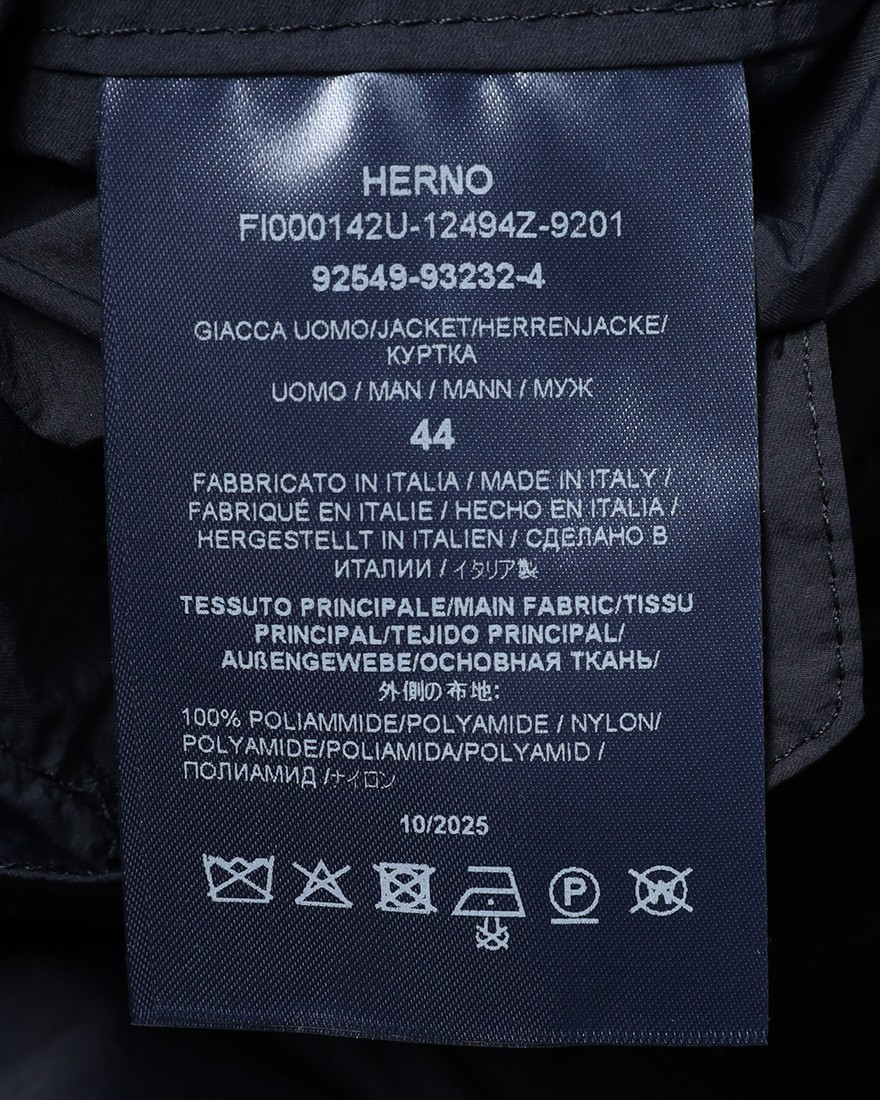 HERNO
FI000142U-12494Z-9201
92549-93232-4
GIACCA UOMO/JACKET/HERRENJACKE/
КУРТКА
UOMO / MAN / MANN / МУЖ
44
FABBRICATO IN ITALIA / MADE IN ITALY /
FABRIQUÉ EN ITALIE / HECHO EN ITALIA /
HERGESTELLT IN ITALIEN / СДЕЛАНО В
ИТАЛИИ / イタリア製
TESSUTO PRINCIPALE/MAIN FABRIC/TISSU
PRINCIPAL/TEJIDO PRINCIPAL/
AUßENGEWEBE/ОСНОВНАЯ ТКАНЬ/
外側の布地:
100% POLIAMMIDE/POLYAMIDE / NYLON/
POLYAMIDE/POLIAMIDA/POLYAMID /
ПОЛИАМИД /ナイロン
10/2025
P W